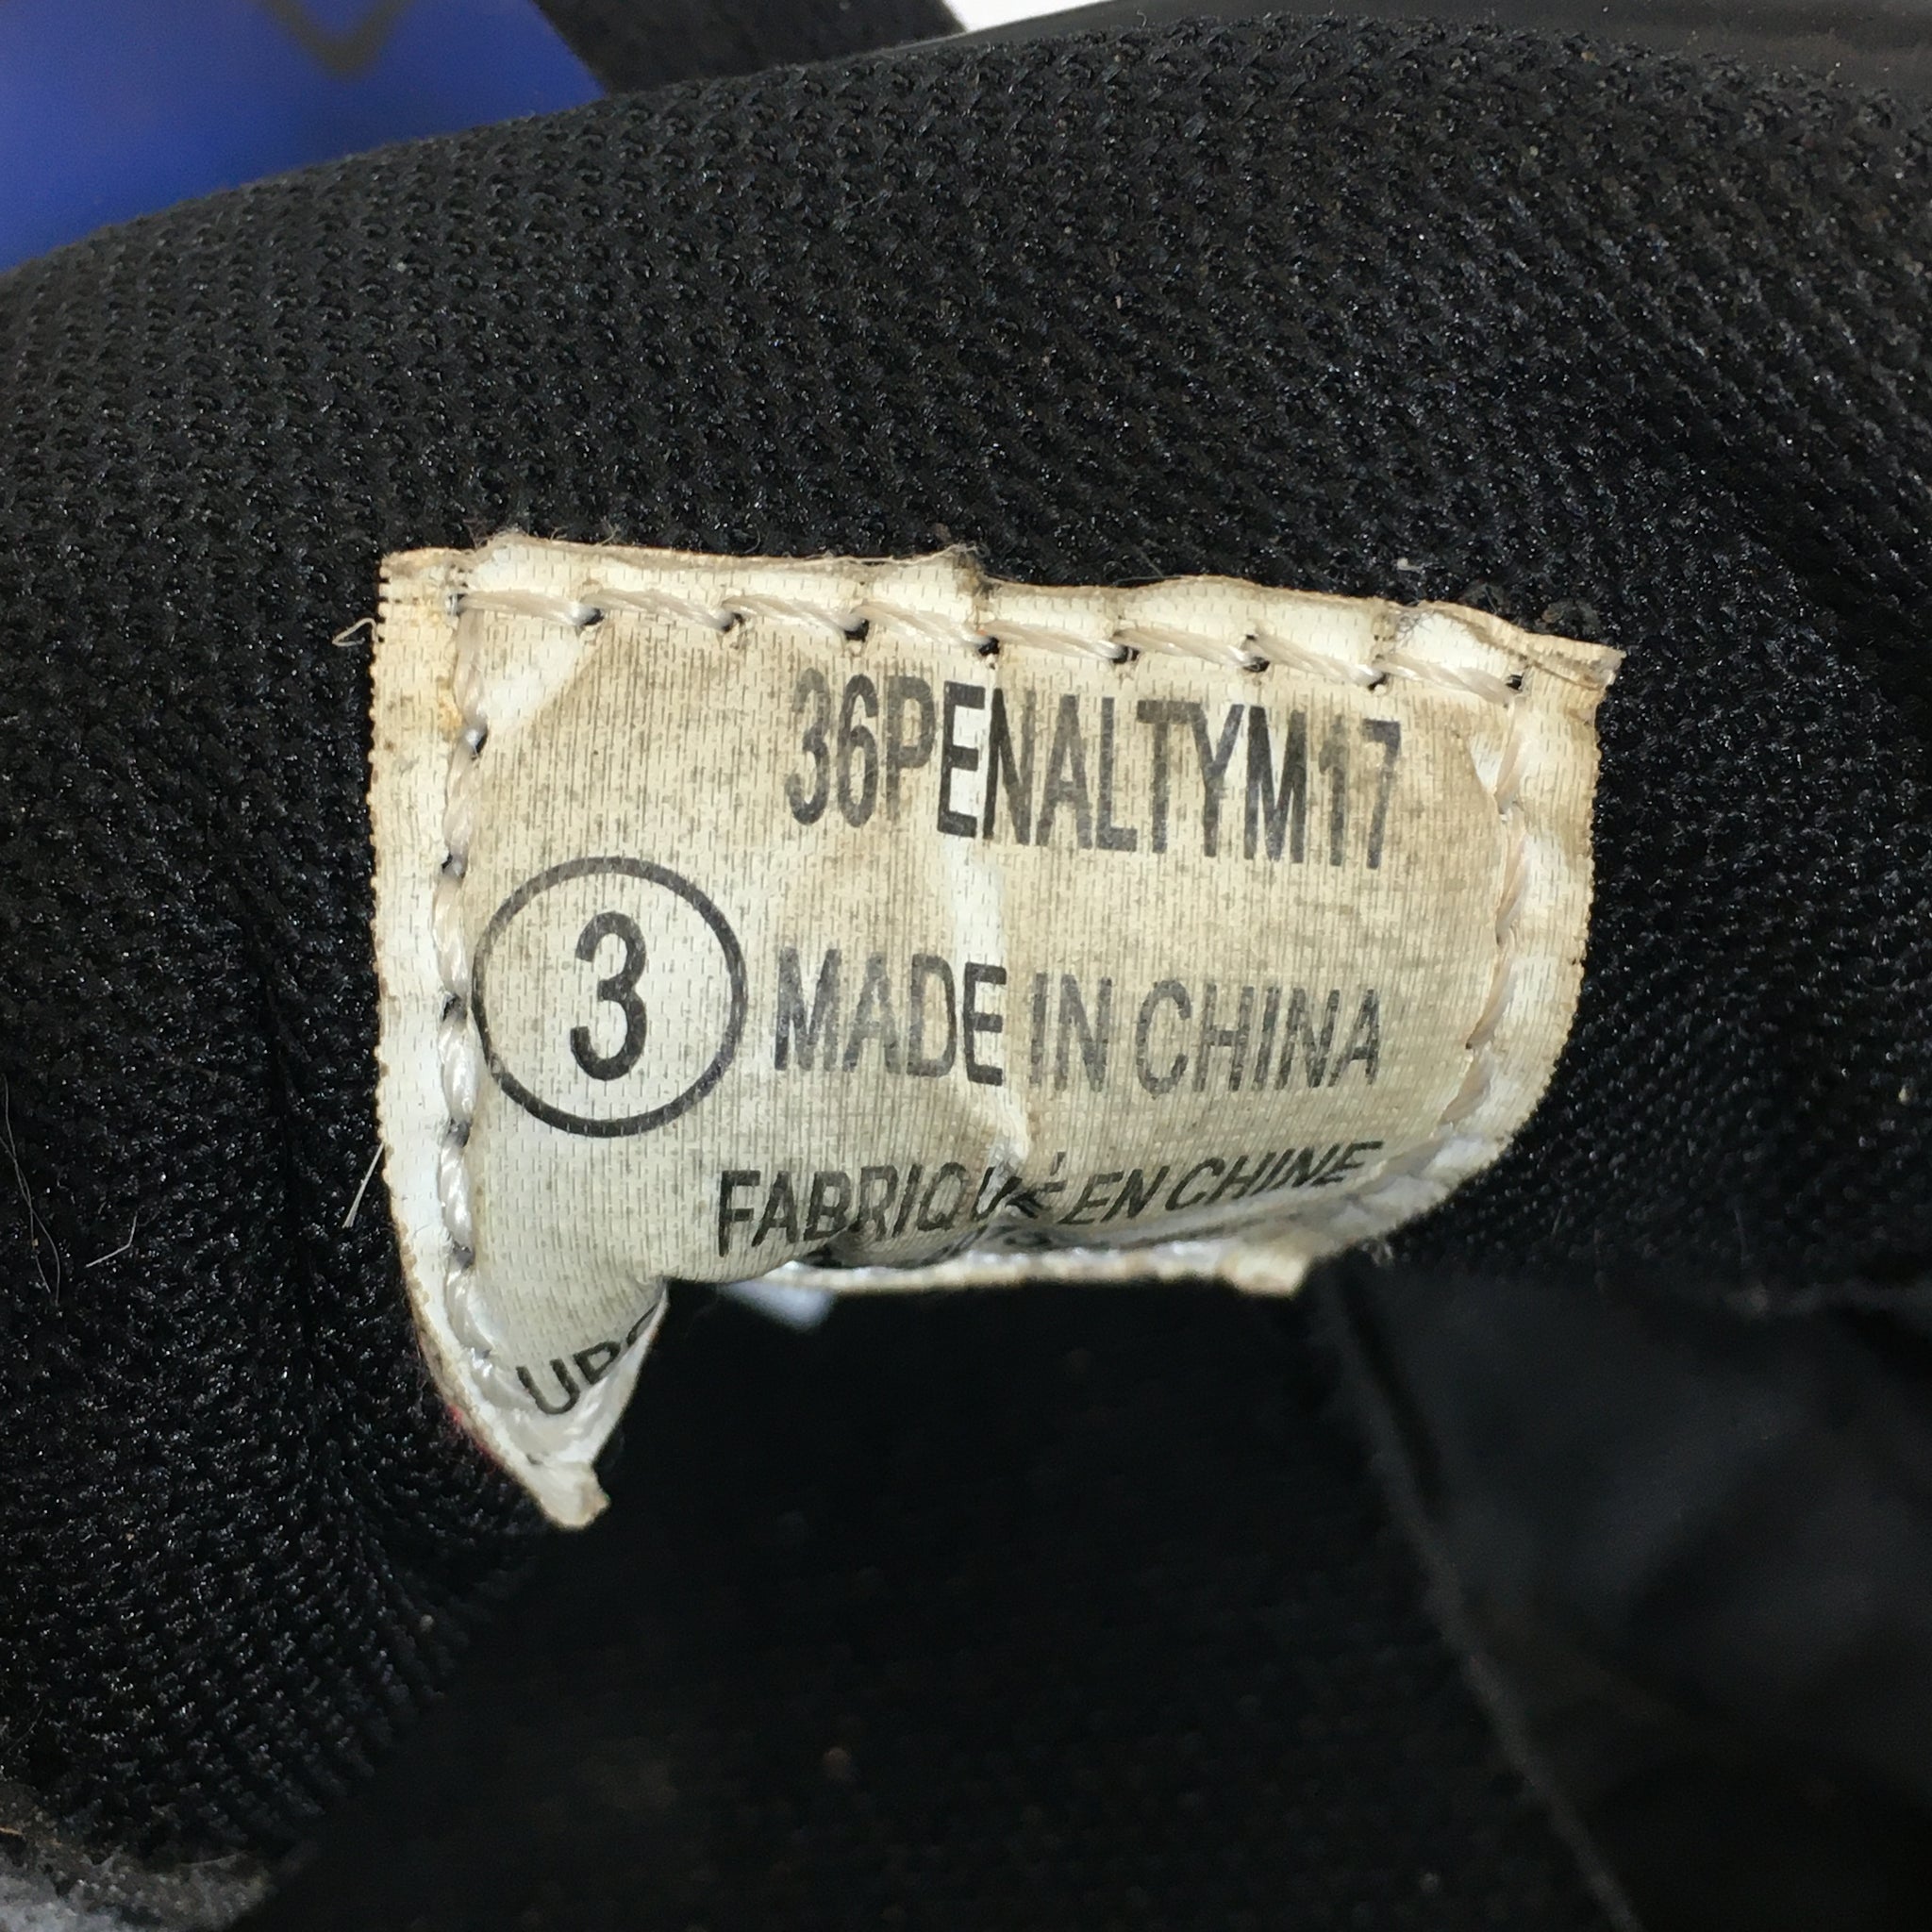 36PENALTYM17
3
MADE IN CHINA
FABRIQUÉ EN CHINE